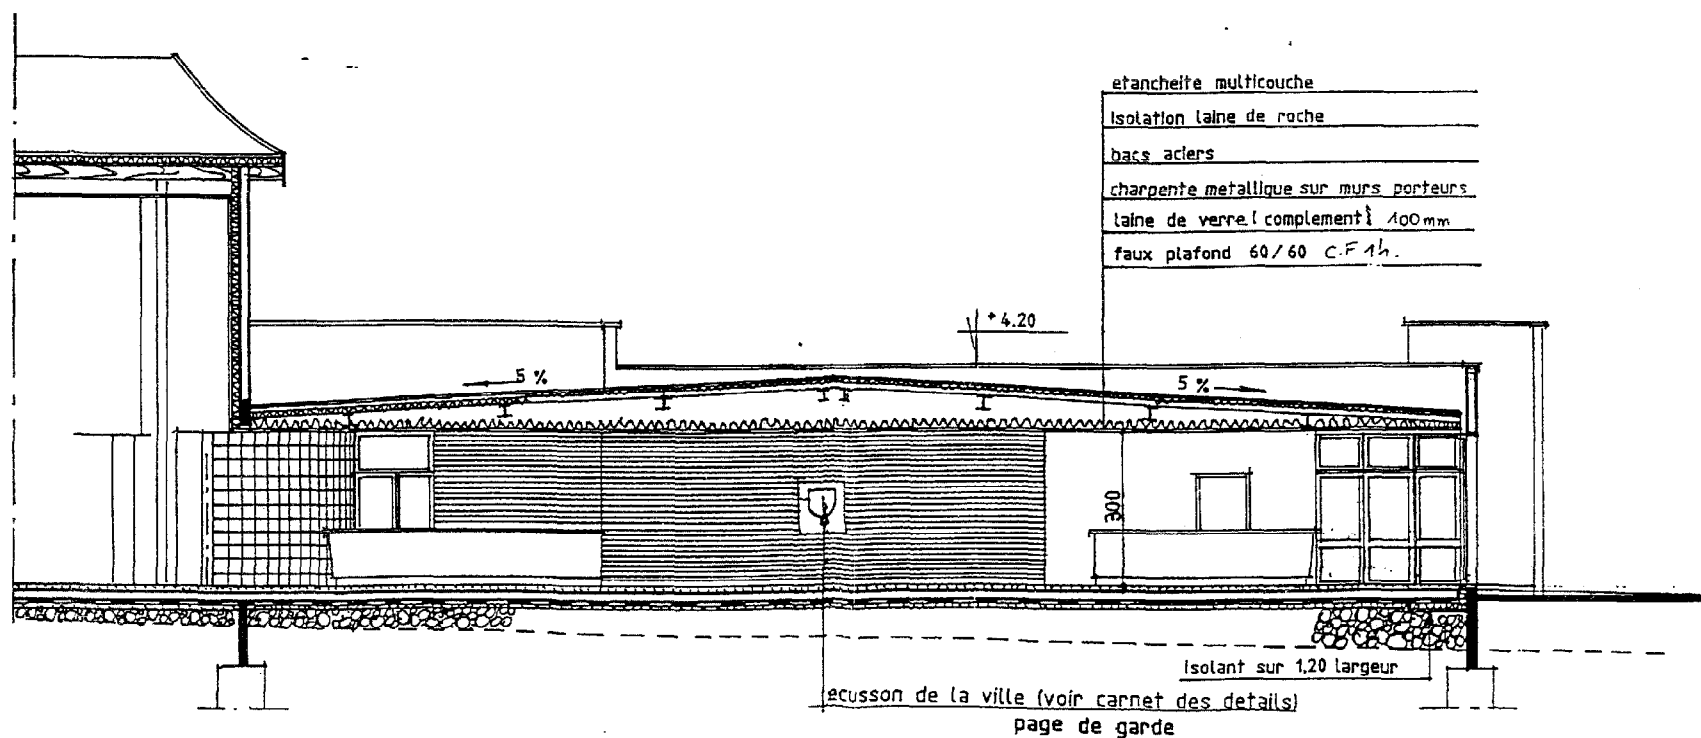 etancheite multicouche
isolation laine de roche
bacs aciers
charpente metallique sur murs porteurs
laine de verre ( complement ) 100mm
faux plafond 60/60 C.F 1h.
+4.20
5 %
5 %
300
isolant sur 1,20 largeur
ecusson de la ville (voir carnet des details)
page de garde